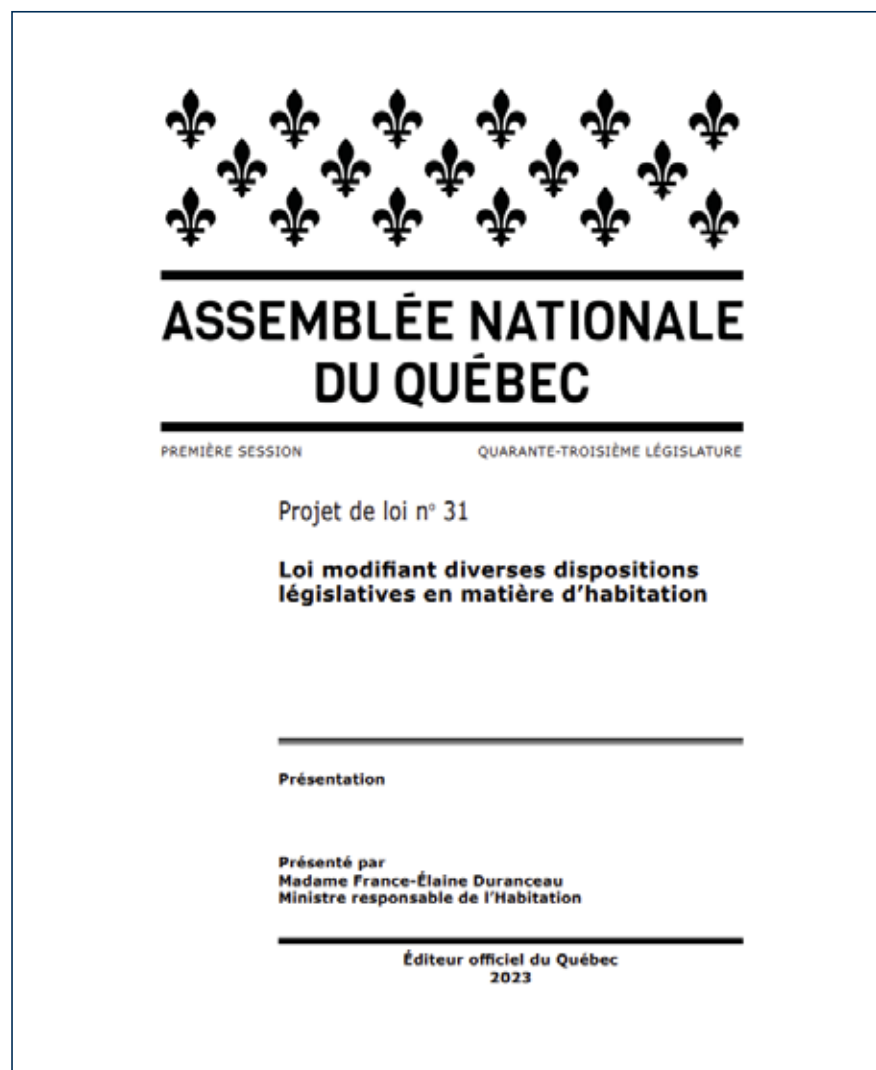 ASSEMBLÉE NATIONALE
DU QUÉBEC
PREMIÈRE SESSION QUARANTE-TROISIÈME LÉGISLATURE
Projet de loi nº 31
Loi modifiant diverses dispositions
législatives en matière d’habitation
Présentation
Présenté par
Madame France-Élaine Duranceau
Ministre responsable de l’Habitation
Éditeur officiel du Québec
2023